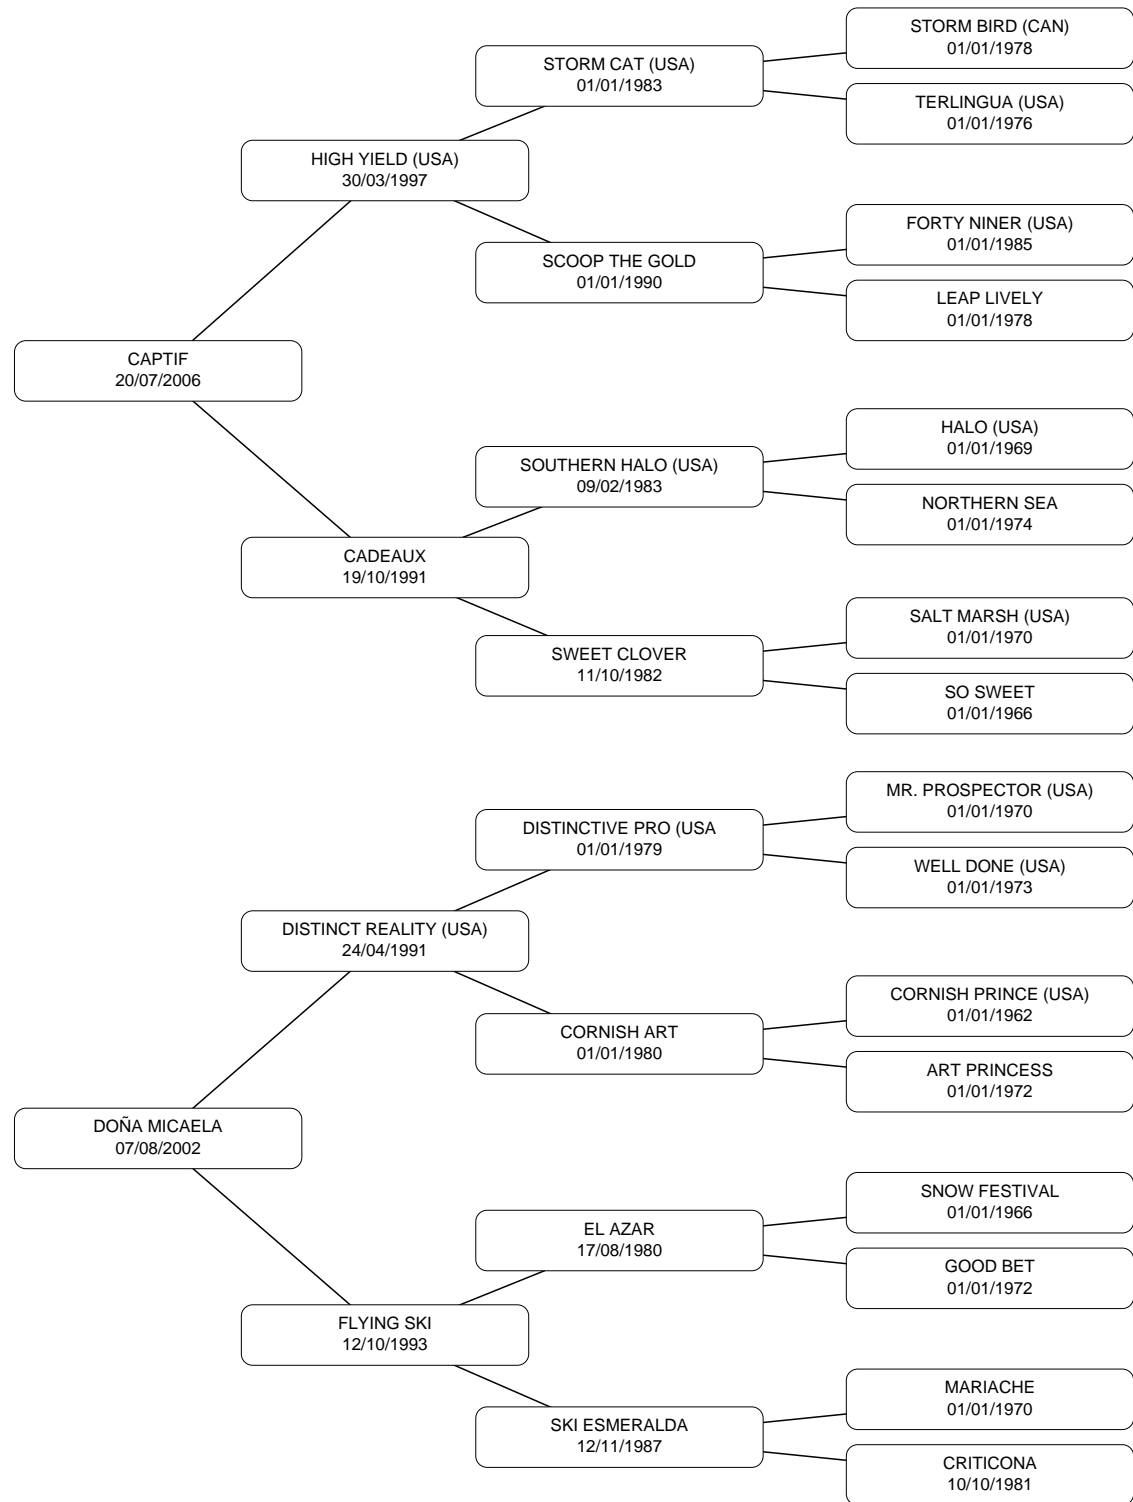 STORM BIRD (CAN)
01/01/1978
STORM CAT (USA)
01/01/1983
TERLINGUA (USA)
01/01/1976
HIGH YIELD (USA)
30/03/1997
FORTY NINER (USA)
01/01/1985
SCOOP THE GOLD
01/01/1990
LEAP LIVELY
01/01/1978
CAPTIF
20/07/2006
HALO (USA)
01/01/1969
SOUTHERN HALO (USA)
09/02/1983
NORTHERN SEA
01/01/1974
CADEAUX
19/10/1991
SALT MARSH (USA)
01/01/1970
SWEET CLOVER
11/10/1982
SO SWEET
01/01/1966
MR. PROSPECTOR (USA)
01/01/1970
DISTINCTIVE PRO (USA
01/01/1979
WELL DONE (USA)
01/01/1973
DISTINCT REALITY (USA)
24/04/1991
CORNISH PRINCE (USA)
01/01/1962
CORNISH ART
01/01/1980
ART PRINCESS
01/01/1972
DOÑA MICAELA
07/08/2002
SNOW FESTIVAL
01/01/1966
EL AZAR
17/08/1980
GOOD BET
01/01/1972
FLYING SKI
12/10/1993
MARIACHE
01/01/1970
SKI ESMERALDA
12/11/1987
CRITICONA
10/10/1981